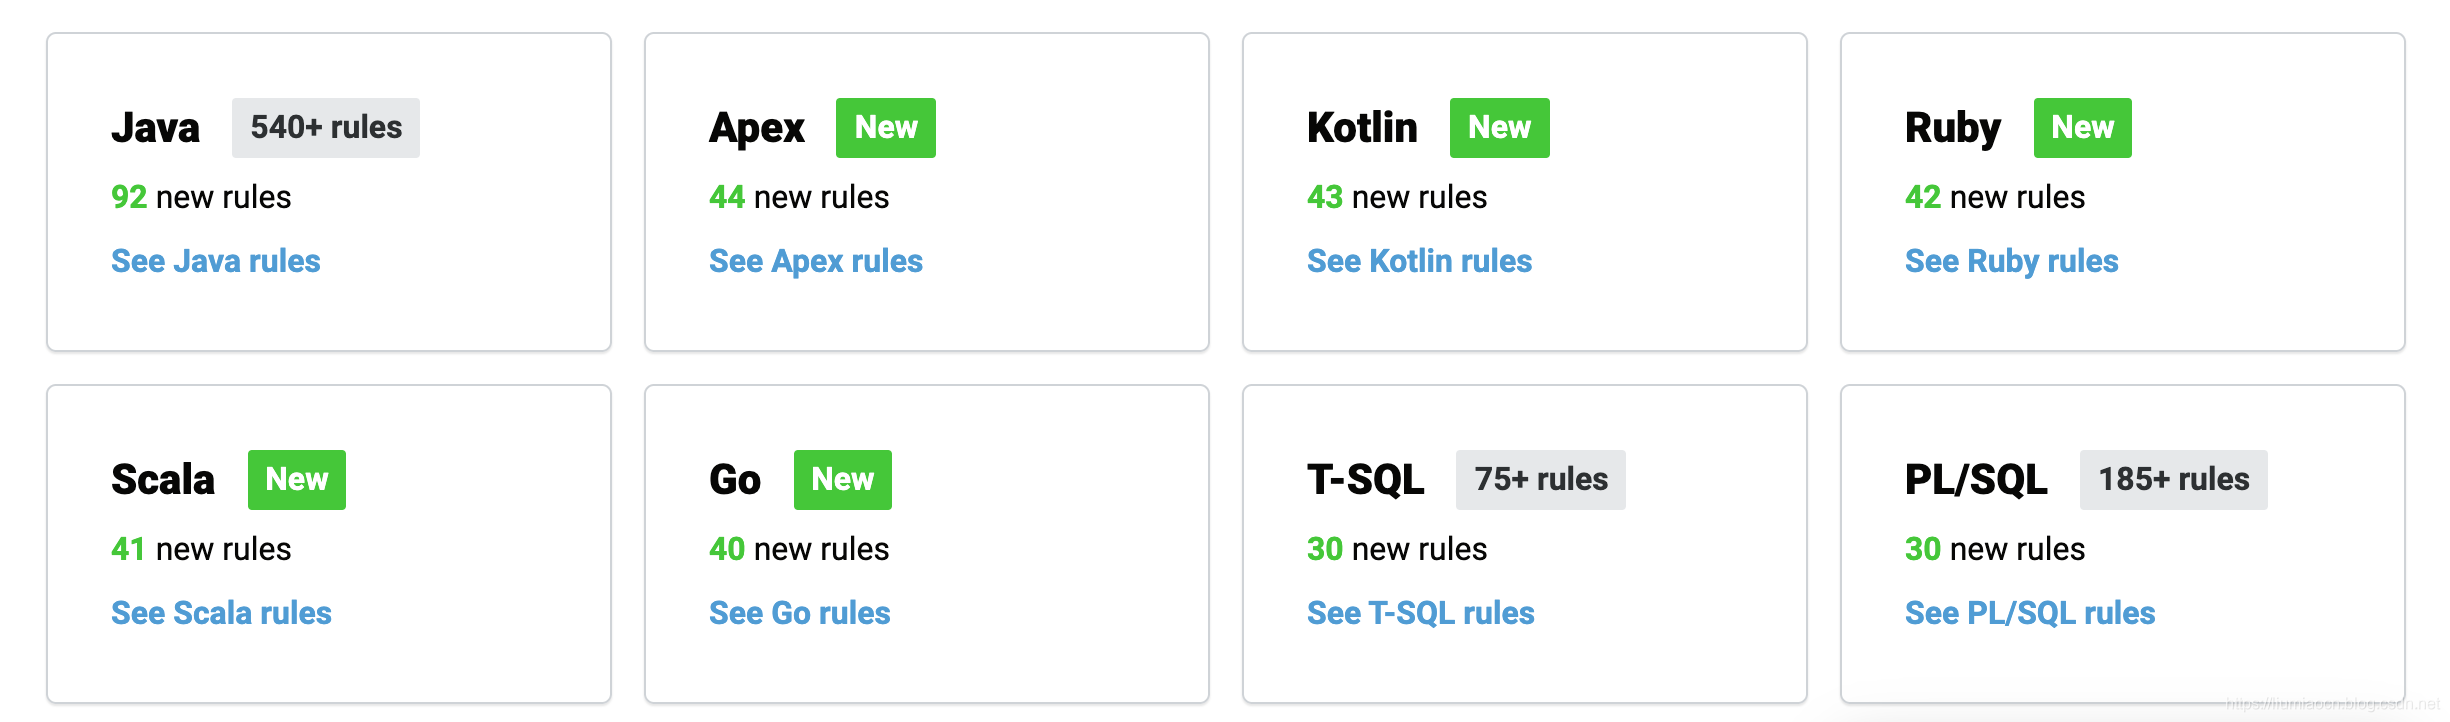 Java 540+ rules
92 new rules
See Java rules
Apex New
44 new rules
See Apex rules
Kotlin New
43 new rules
See Kotlin rules
Ruby New
42 new rules
See Ruby rules
Scala New
41 new rules
See Scala rules
Go New
40 new rules
See Go rules
T-SQL 75+ rules
30 new rules
See T-SQL rules
PL/SQL 185+ rules
30 new rules
See PL/SQL rules
https://liumiaocn.blog.csdn.net